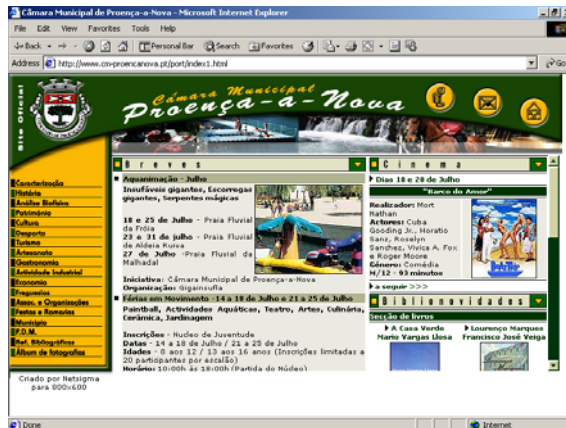 Câmara Municipal de Proença-a-Nova - Microsoft Internet Explorer
File Edit View Favorites Tools Help
Back Personal Bar Search Favorites
Address http://www.cm-proencanova.pt/port/index1.html Go
Site Oficial
Câmara Municipal
Proença-a-Nova
Caracterização
História
Análise Biofísica
Património
Cultura
Desporto
Turismo
Artesanato
Gastronomia
Actividade Industrial
Economia
Freguesias
Assoc. e Organizações
Festas e Romarias
Município
P.D.M.
Ref. Bibliográficas
Álbum de fotografias
Criado por Netsigma
para 800x600
Breves
Aquanimação - Julho
Insufláveis gigantes, Escorregas
gigantes, Serpentes mágicas
18 e 25 de Julho - Praia Fluvial
da Fróia
23 e 31 de Julho - Praia Fluvial
de Aldeia Ruiva
27 de Julho -Praia Fluvial da
Malhadal
Iniciativa: Câmara Municipal de Proença-a-Nova
Organização: Gigainsufla
Férias em Movimento -14 a 18 de Julho e 21 a 25 de Julho
Paintball, Actividades Aquáticas, Teatro, Artes, Culinária,
Cerâmica, Jardinagem
Inscrições - Nucleo de Juventude
Datas - 14 a 18 de Julho / 21 a 25 de Julho
Idades - 8 aos 12 / 13 aos 16 anos (Inscrições limitadas a
20 participantes por escalão)
Horário: 10:00h às 18:00h (Partida do Núdeo)
Cinema
Dias 18 e 20 de Julho
"Barco do Amor"
Realizador: Mort
Nathan
Actores: Cuba
Gooding Jr., Horatio
Sanz, Roselyn
Sanchez, Vivica A. Fox
e Roger Moore
Género: Comédia
M/12 - 93 minutoe
a seguir >>>
Biblionovidades
Secção de livros
A Casa Verde
Mario Vargas Llosa
Lourenço Marques
Francisco José Veiga
Done
Internet